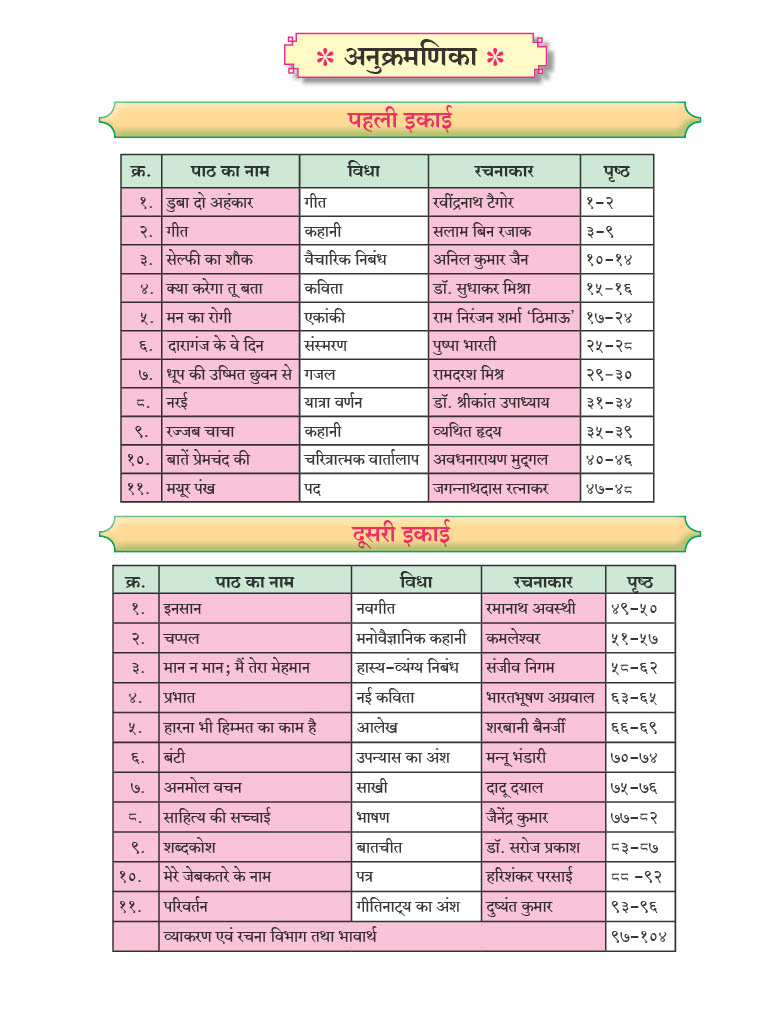 * अनुक्रमणिका *
पहली इकाई
क्र. पाठ का नाम विधा रचनाकार पृष्ठ
१. डुबा दो अहंकार गीत रवींद्रनाथ टैगोर १-२
२. गीत कहानी सलाम बिन रजाक ३-९
३. सेल्फी का शौक वैचारिक निबंध अनिल कुमार जैन १०-१४
४. क्या करेगा तू बता कविता डॉ. सुधाकर मिश्रा १५-१६
५. मन का रोगी एकांकी राम निरंजन शर्मा ‘ठिमाऊ’ १७-२४
६. दारागंज के वे दिन संस्मरण पुष्पा भारती २५-२८
७. धूप की उष्मित छुवन से गजल रामदरश मिश्र २९-३०
८. नरई यात्रा वर्णन डॉ. श्रीकांत उपाध्याय ३१-३४
९. रज्जब चाचा कहानी व्यथित हृदय ३५-३९
१०. बातें प्रेमचंद की चरित्रात्मक वार्तालाप अवधनारायण मुद्गल ४०-४६
११. मयूर पंख पद जगन्नाथदास रत्नाकर ४७-४८
दूसरी इकाई
क्र. पाठ का नाम विधा रचनाकार पृष्ठ
१. इनसान नवगीत रमानाथ अवस्थी ४९-५०
२. चप्पल मनोवैज्ञानिक कहानी कमलेश्वर ५१-५७
३. मान न मान; मैं तेरा मेहमान हास्य-व्यंग्य निबंध संजीव निगम ५८-६२
४. प्रभात नई कविता भारतभूषण अग्रवाल ६३-६५
५. हारना भी हिम्मत का काम है आलेख शरबानी बैनर्जी ६६-६९
६. बंटी उपन्यास का अंश मन्नू भंडारी ७०-७४
७. अनमोल वचन साखी दादू दयाल ७५-७६
८. साहित्य की सच्चाई भाषण जैनेंद्र कुमार ७७-८२
९. शब्दकोश बातचीत डॉ. सरोज प्रकाश ८३-८७
१०. मेरे जेबकतरे के नाम पत्र हरिशंकर परसाई ८८ -९२
११. परिवर्तन गीतिनाट्य का अंश दुष्यंत कुमार ९३-९६
व्याकरण एवं रचना विभाग तथा भावार्थ ९७-१०४